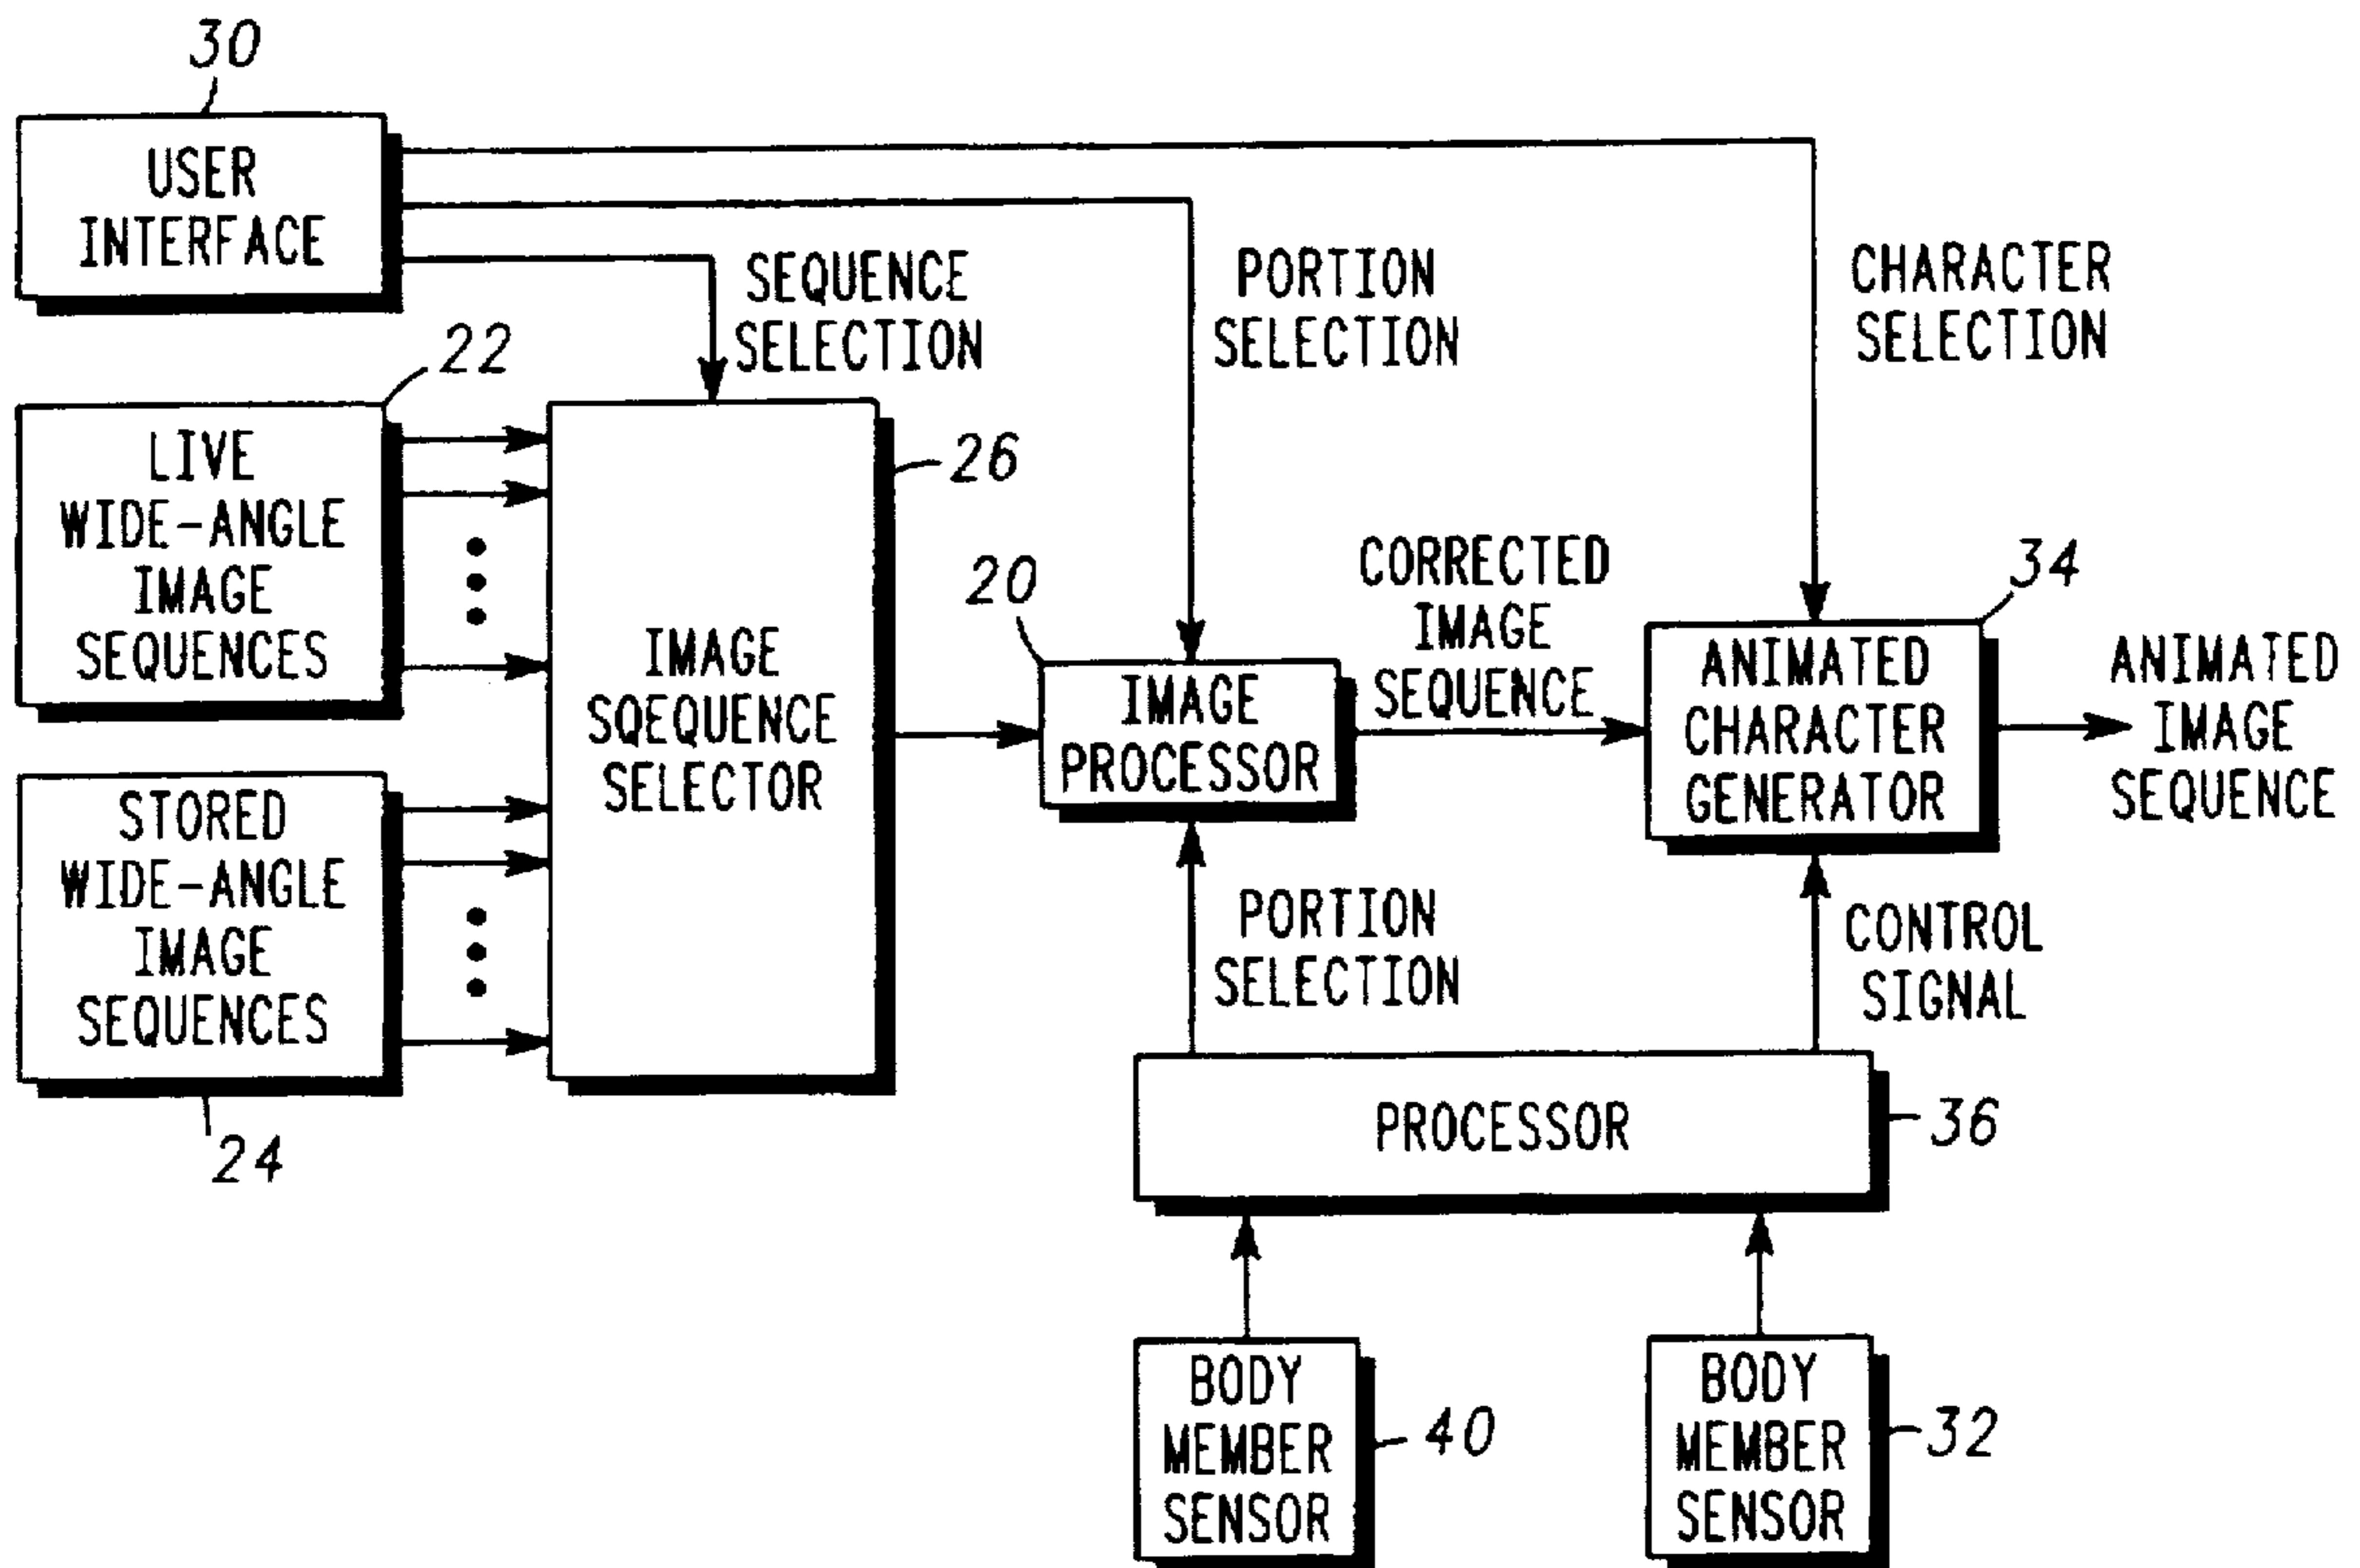 30
USER
INTERFACE
SEQUENCE
SELECTION
PORTION
SELECTION
CHARACTER
SELECTION
22
LIVE
WIDE-ANGLE
IMAGE
SEQUENCES
26
IMAGE
SQEQUENCE
SELECTOR
20
IMAGE
PROCESSOR
CORRECTED
IMAGE
SEQUENCE
34
ANIMATED
CHARACTER
GENERATOR
ANIMATED
IMAGE
SEQUENCE
STORED
WIDE-ANGLE
IMAGE
SEQUENCES
24
PORTION
SELECTION
CONTROL
SIGNAL
PROCESSOR
36
BODY
MEMBER
SENSOR
40
BODY
MEMBER
SENSOR
32